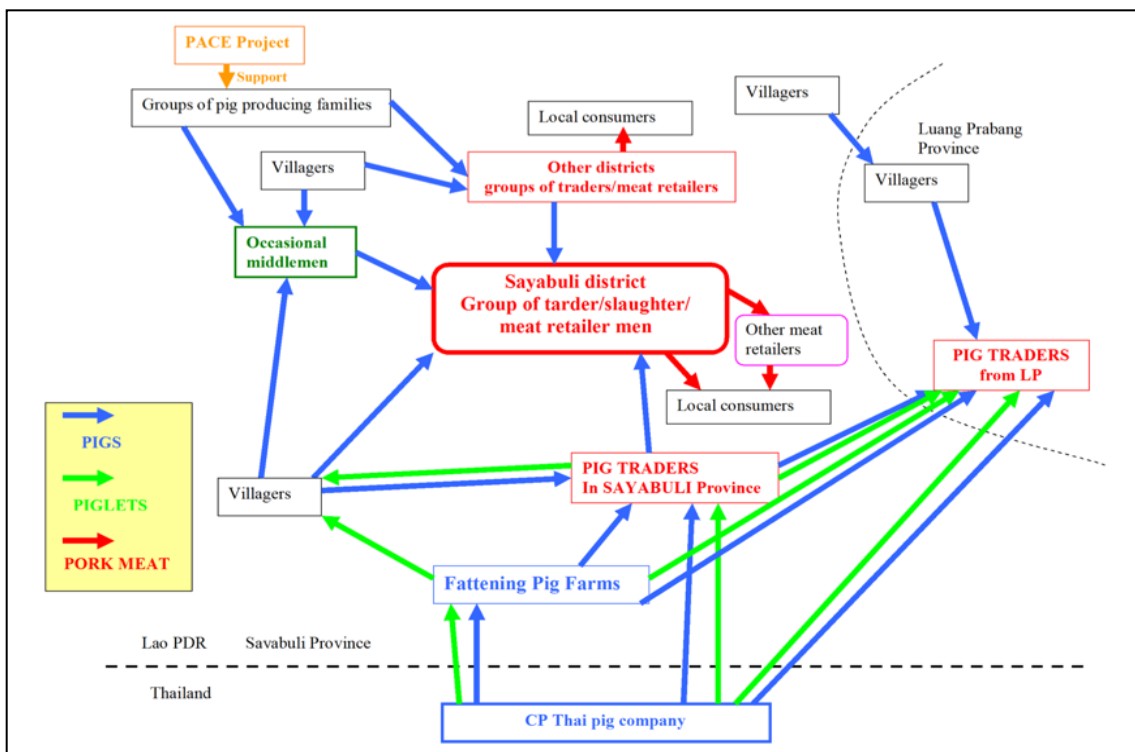 PACE Project
Support
Groups of pig producing families
Villagers
Local consumers
Villagers
Luang Prabang
Province
Other districts
groups of traders/meat retailers
Villagers
Occasional
middlemen
Sayabuli district
Group of tarder/slaughter/
meat retailer men
Other meat
retailers
PIG TRADERS
from LP
Local consumers
PIGS
PIGLETS
PORK MEAT
Villagers
PIG TRADERS
In SAYABULI Province
Fattening Pig Farms
Lao PDR
Savabuli Province
Thailand
CP Thai pig company